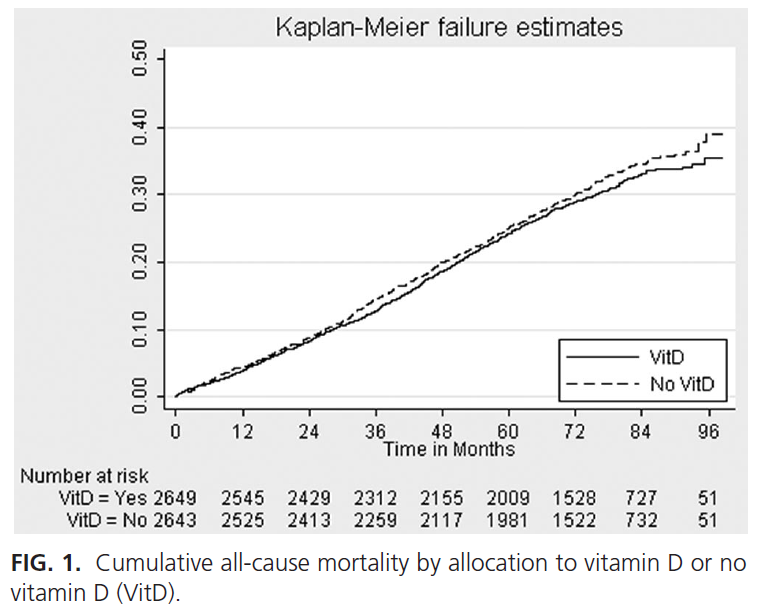 Kaplan-Meier failure estimates
0.50
0.40
0.30
0.20
0.10
0.00
VitD
No VitD
0 12 24 36 48 60 72 84 96
Time in Months
Number at risk
VitD = Yes 2649 2545 2429 2312 2155 2009 1528 727 51
VitD = No 2643 2525 2413 2259 2117 1981 1522 732 51
FIG. 1. Cumulative all-cause mortality by allocation to vitamin D or no
vitamin D (VitD).